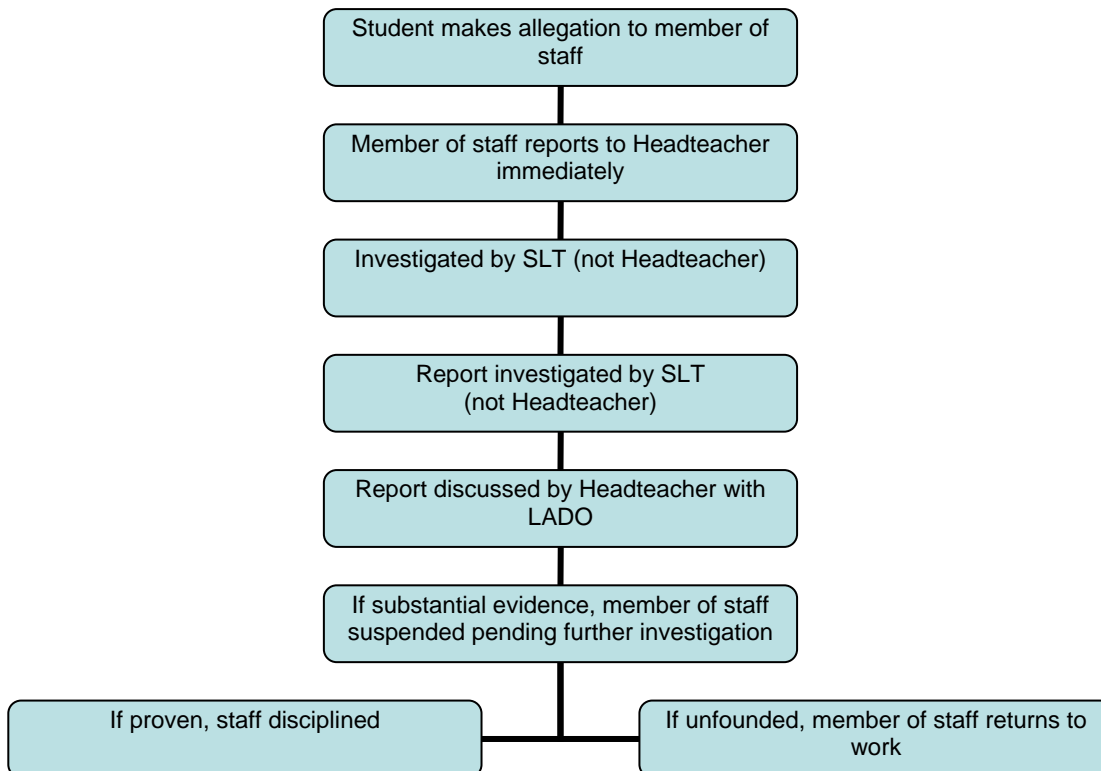 Student makes allegation to member of
staff
Member of staff reports to Headteacher
immediately
Investigated by SLT (not Headteacher)
Report investigated by SLT
(not Headteacher)
Report discussed by Headteacher with
LADO
If substantial evidence, member of staff
suspended pending further investigation
If proven, staff disciplined
If unfounded, member of staff returns to
work